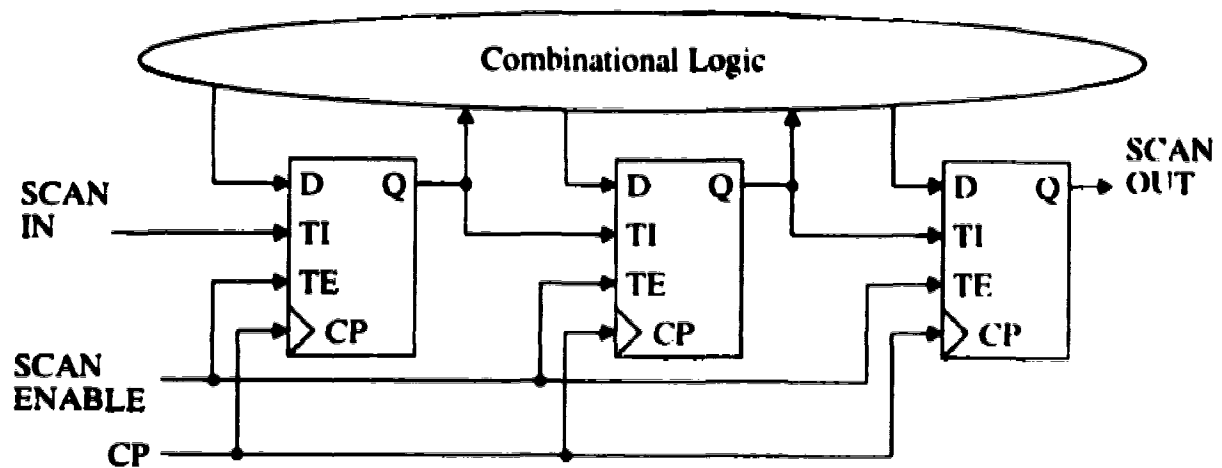 Combinational Logic
SCAN
IN
D Q
TI
TE
CP
D Q
TI
TE
CP
D Q
TI
TE
CP
SCAN
OUT
SCAN
ENABLE
CP